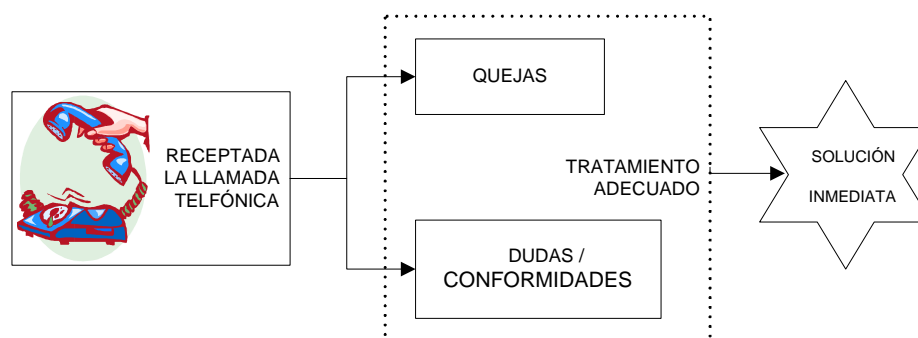 RECEPTADA
LA LLAMADA
TELFÓNICA
QUEJAS
TRATAMIENTO
ADECUADO
DUDAS /
CONFORMIDADES
SOLUCIÓN
INMEDIATA